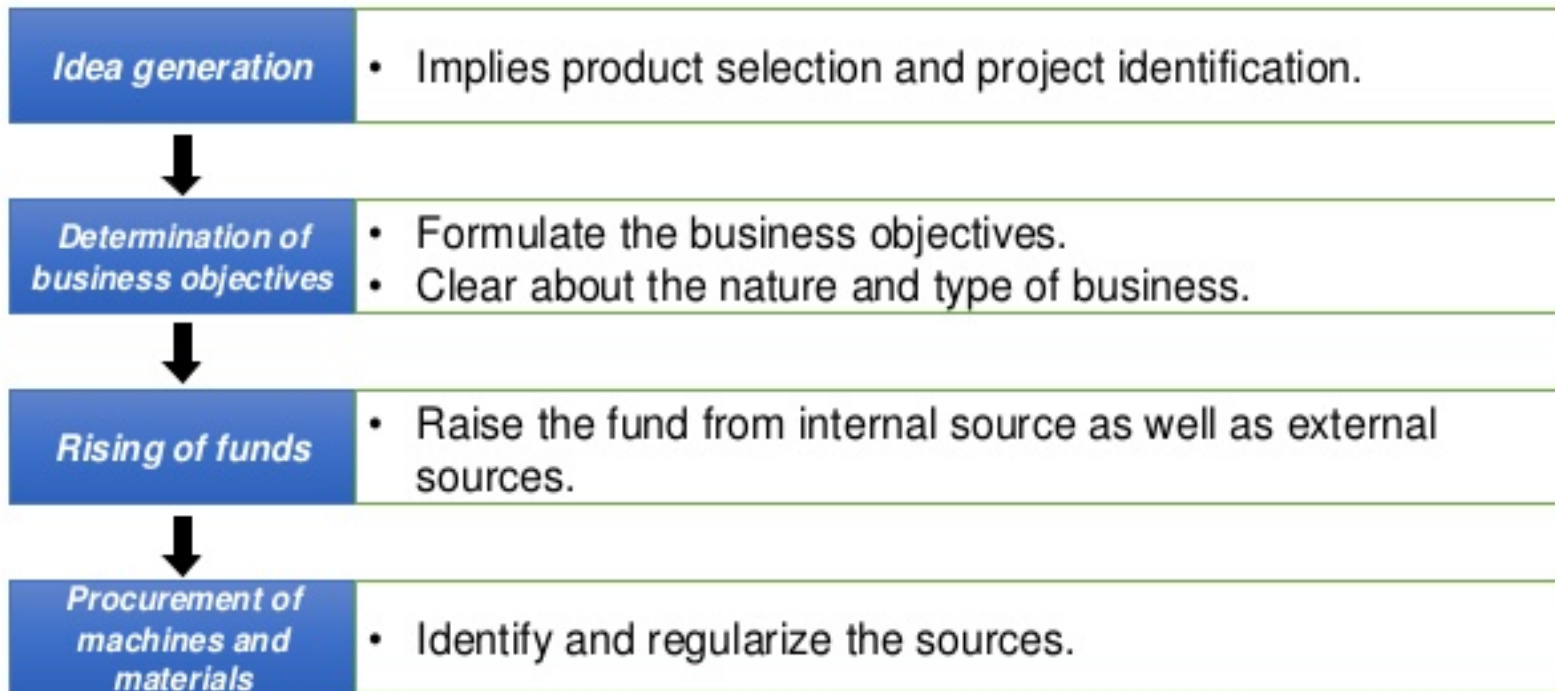 Idea generation
• Implies product selection and project identification.
Determination of
business objectives
• Formulate the business objectives.
• Clear about the nature and type of business.
Rising of funds
• Raise the fund from internal source as well as external
sources.
Procurement of
machines and
materials
• Identify and regularize the sources.